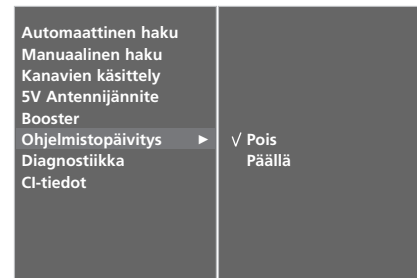 Automaattinen haku
Manuaalinen haku
Kanavien käsittely
5V Antennijännite
Booster
Ohjelmistopäivitys ►
Diagnostiikka
CI-tiedot
√ Pois
Päällä